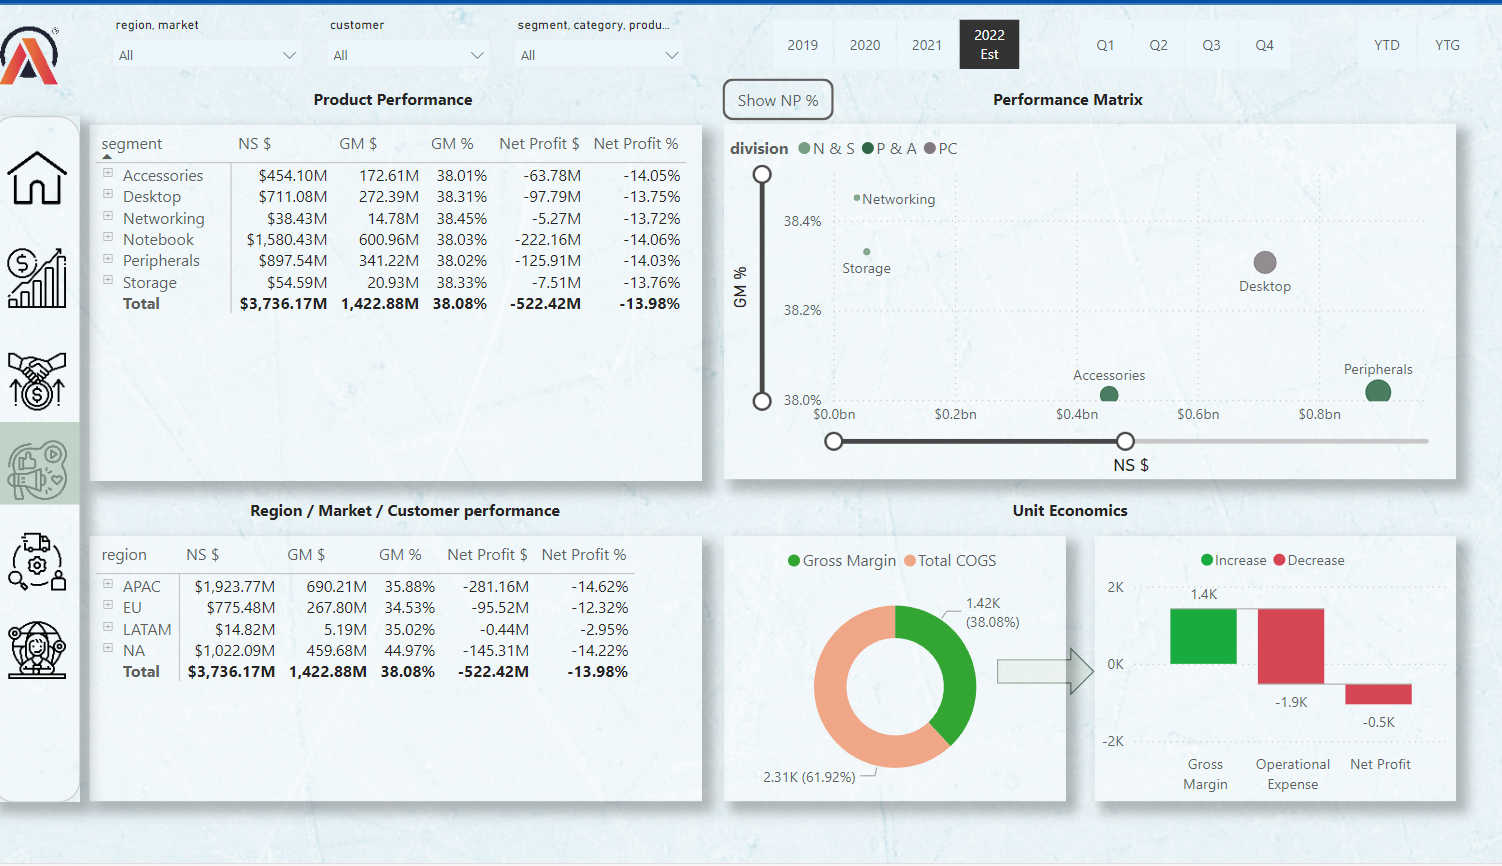 region, market
customer
segment, category, produ...
All
All
All
2019
2020
2021
2022
Est
Q1
Q2
Q3
Q4
YTD
YTG
Product Performance
segment NS $ GM $ GM % Net Profit $ Net Profit %
Accessories $454.10M 172.61M 38.01% -63.78M -14.05%
Desktop $711.08M 272.39M 38.31% -97.79M -13.75%
Networking $38.43M 14.78M 38.45% -5.27M -13.72%
Notebook $1,580.43M 600.96M 38.03% -222.16M -14.06%
Peripherals $897.54M 341.22M 38.02% -125.91M -14.03%
Storage $54.59M 20.93M 38.33% -7.51M -13.76%
Total $3,736.17M 1,422.88M 38.08% -522.42M -13.98%
Show NP %
Performance Matrix
division N & S P & A PC
GM %
38.4%
38.2%
38.0%
Networking
Storage
Desktop
Accessories
Peripherals
$0.0bn $0.2bn $0.4bn $0.6bn $0.8bn
NS $
Region / Market / Customer performance
region NS $ GM $ GM % Net Profit $ Net Profit %
APAC $1,923.77M 690.21M 35.88% -281.16M -14.62%
EU $775.48M 267.80M 34.53% -95.52M -12.32%
LATAM $14.82M 5.19M 35.02% -0.44M -2.95%
NA $1,022.09M 459.68M 44.97% -145.31M -14.22%
Total $3,736.17M 1,422.88M 38.08% -522.42M -13.98%
Unit Economics
Gross Margin Total COGS
1.42K
(38.08%)
2.31K (61.92%)
Increase Decrease
2K
0K
-2K
1.4K
-1.9K
-0.5K
Gross
Margin
Operational
Expense
Net Profit